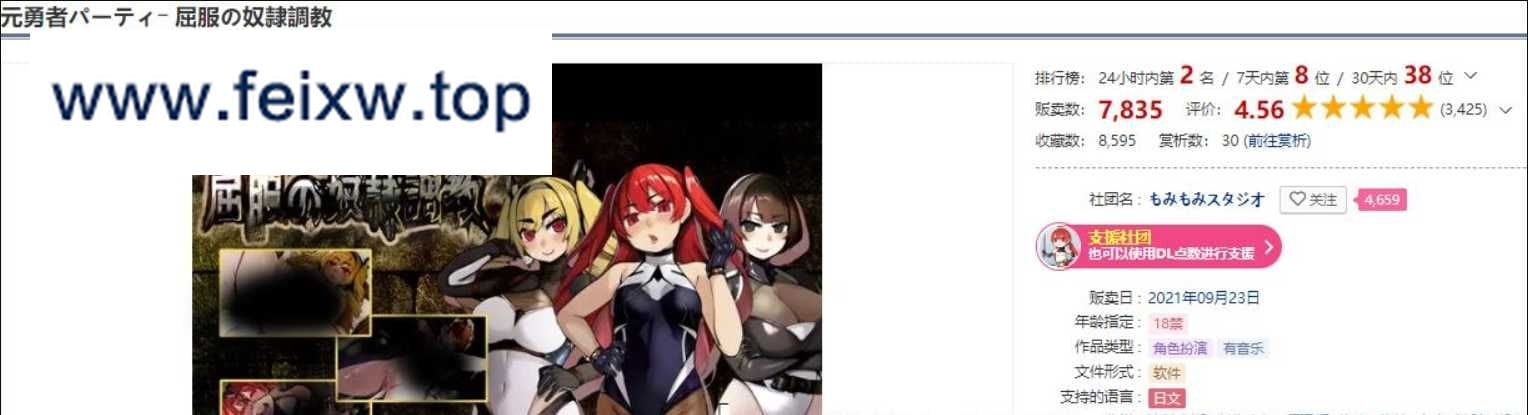 元勇者パーティ- 屈服の奴隷調教
www.feixw.top
屈服の奴隷調教
排行榜： 24小时内第 2 名 / 7天内第 8 位 / 30天内 38 位
贩卖数： 7,835 评价： 4.56 ★★★★★ (3,425)
收藏数： 8,595 赏析数： 30 (前往赏析)
社团名： もみもみスタジオ 关注 4,659
支援社团
也可以使用DL点数进行支援
贩卖日： 2021年09月23日
年龄指定： 18禁
作品类型： 角色扮演 有音乐
文件形式： 软件
支持的语言： 日文